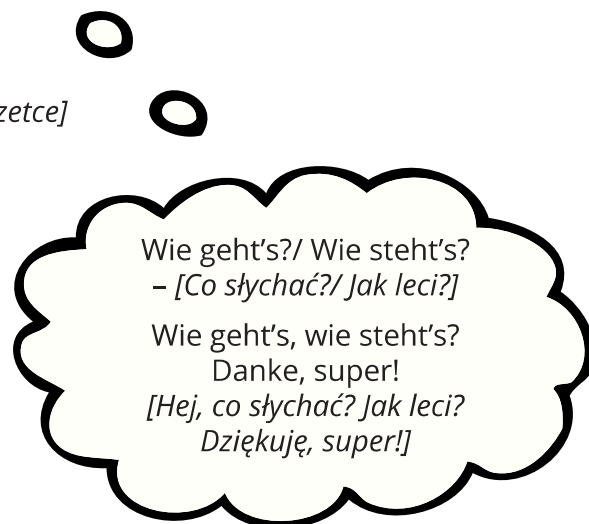 zetce]
Wie geht’s?/ Wie steht’s?
– [Co słychać?/ Jak leci?]
Wie geht’s, wie steht’s?
Danke, super!
[Hej, co słychać? Jak leci?
Dziękuję, super!]